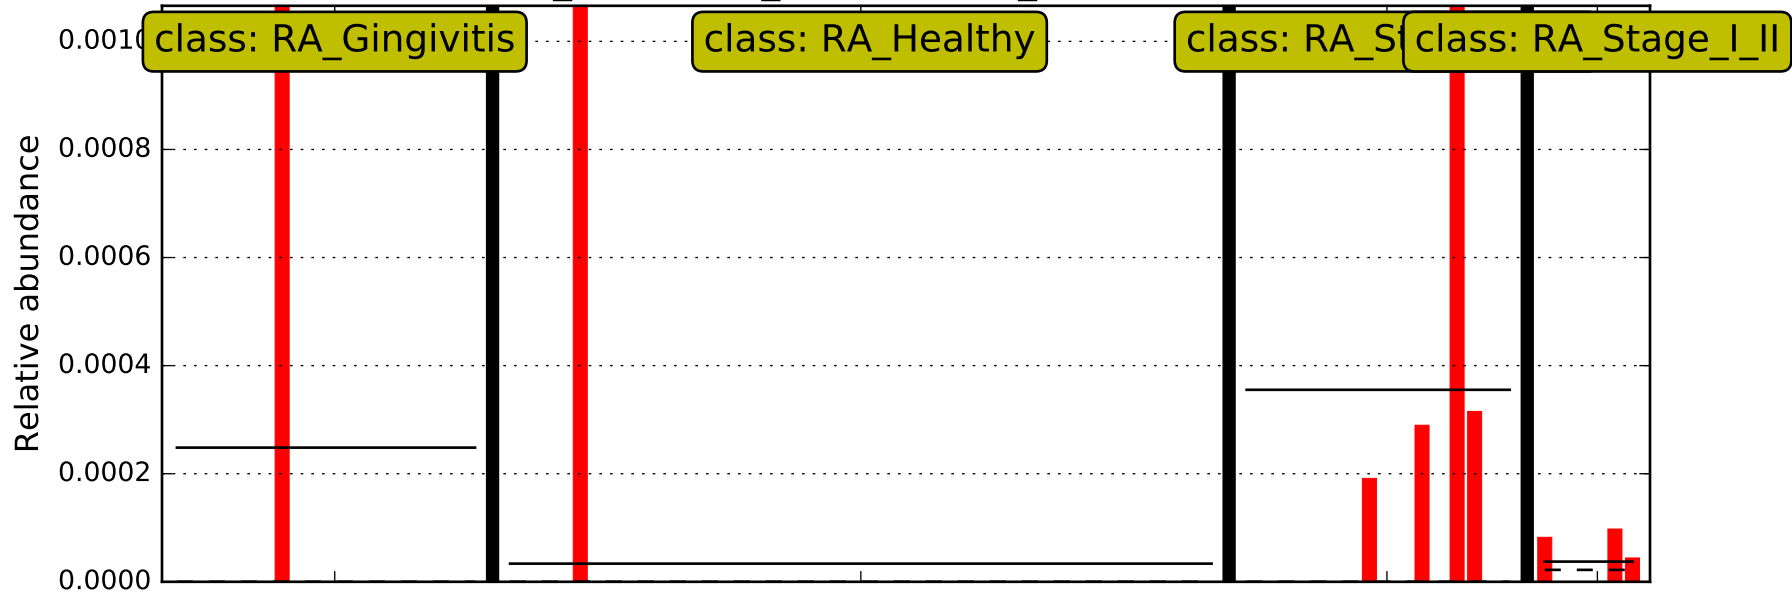 class: RA_Gingivitis
class: RA_Healthy
class: RA_St
class: RA_Stage_I_II
Relative abundance
0.0010
0.0008
0.0006
0.0004
0.0002
0.0000